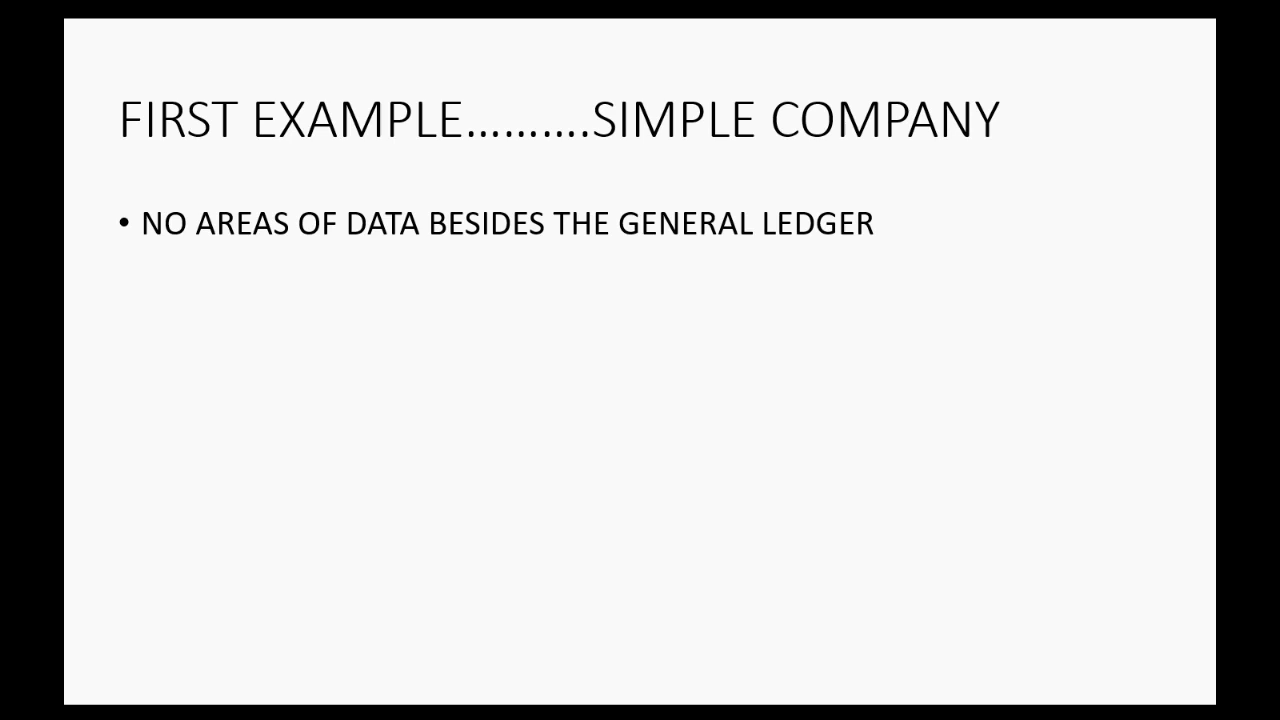 FIRST EXAMPLE……….SIMPLE COMPANY
• NO AREAS OF DATA BESIDES THE GENERAL LEDGER